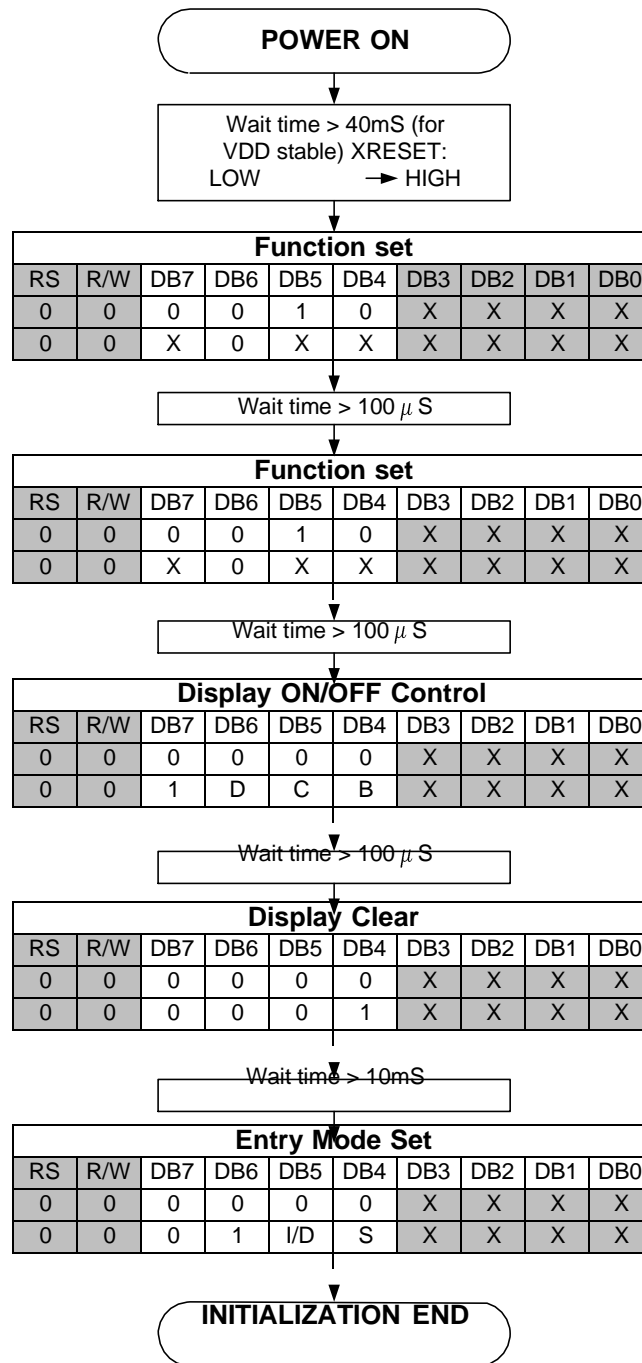 POWER ON
Wait time > 40mS (for
VDD stable) XRESET:
LOW → HIGH
Function set
RS R/W DB7 DB6 DB5 DB4 DB3 DB2 DB1 DB0
0 0 0 0 1 0 X X X X
0 0 X 0 X X X X X X
Wait time > 100 μ S
Function set
RS R/W DB7 DB6 DB5 DB4 DB3 DB2 DB1 DB0
0 0 0 0 1 0 X X X X
0 0 X 0 X X X X X X
Wait time > 100 μ S
Display ON/OFF Control
RS R/W DB7 DB6 DB5 DB4 DB3 DB2 DB1 DB0
0 0 0 0 0 0 X X X X
0 0 1 D C B X X X X
Wait time > 100 μ S
Display Clear
RS R/W DB7 DB6 DB5 DB4 DB3 DB2 DB1 DB0
0 0 0 0 0 0 X X X X
0 0 0 0 0 1 X X X X
Wait time > 10mS
Entry Mode Set
RS R/W DB7 DB6 DB5 DB4 DB3 DB2 DB1 DB0
0 0 0 0 0 0 X X X X
0 0 0 1 I/D S X X X X
INITIALIZATION END